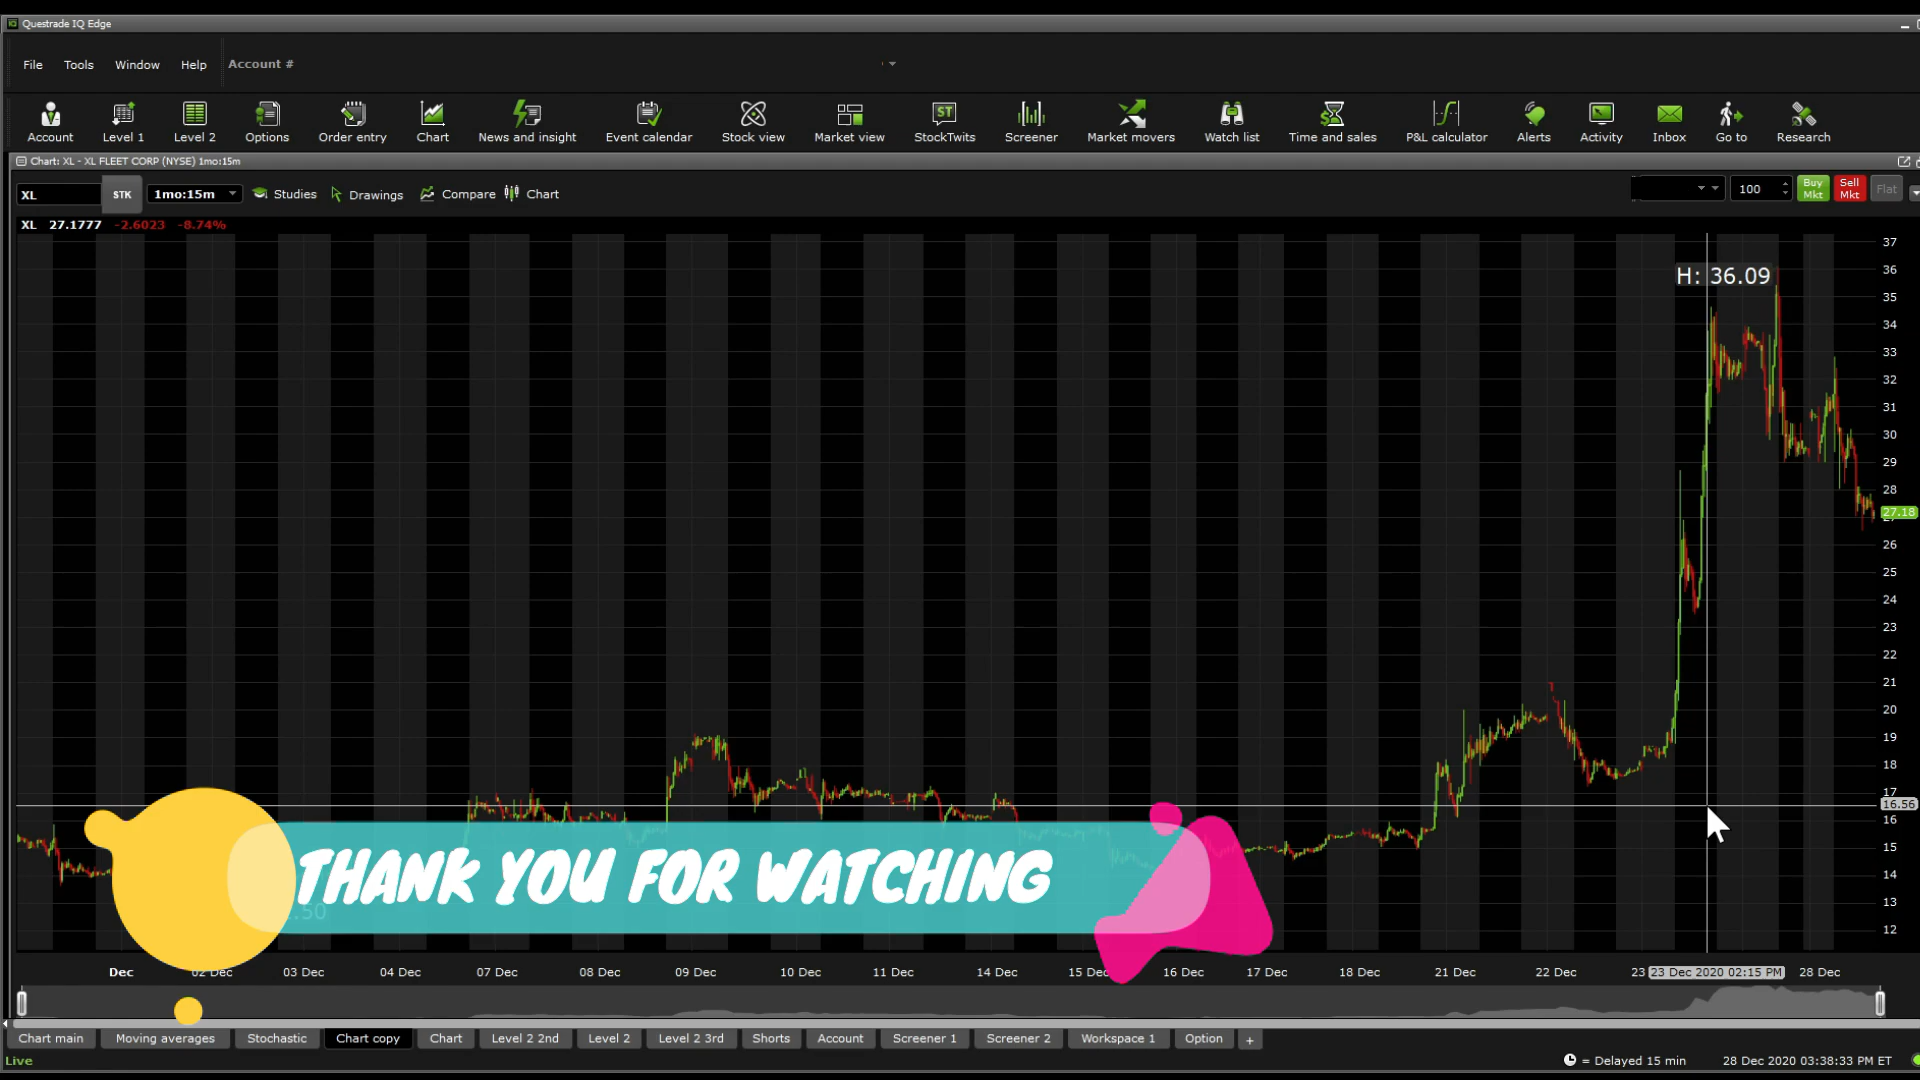 Questrade IQ Edge
File Tools Window Help Account #
Account Level 1 Level 2 Options Order entry Chart News and insight Event calendar Stock view Market view StockTwits Screener Market movers Watch list Time and sales P&L calculator Alerts Activity Inbox Go to Research
Chart: XL - XL FLEET CORP (NYSE) 1mo:15m
XL STK 1mo:15m Studies Drawings Compare Chart 100 Buy Mkt Sell Mkt Flat
XL 27.1777 -2.6023 -8.74%
H: 36.09
37
36
35
34
33
32
31
30
29
28
27.18
26
25
24
23
22
21
20
19
18
17
16.56
16
15
14
13
12
THANK YOU FOR WATCHING
.50
Dec 02 Dec 03 Dec 04 Dec 07 Dec 08 Dec 09 Dec 10 Dec 11 Dec 14 Dec 15 Dec 16 Dec 17 Dec 18 Dec 21 Dec 22 Dec 23 23 Dec 2020 02:15 PM 28 Dec
Chart main Moving averages Stochastic Chart copy Chart Level 2 2nd Level 2 Level 2 3rd Shorts Account Screener 1 Screener 2 Workspace 1 Option +
Live = Delayed 15 min 28 Dec 2020 03:38:33 PM ET